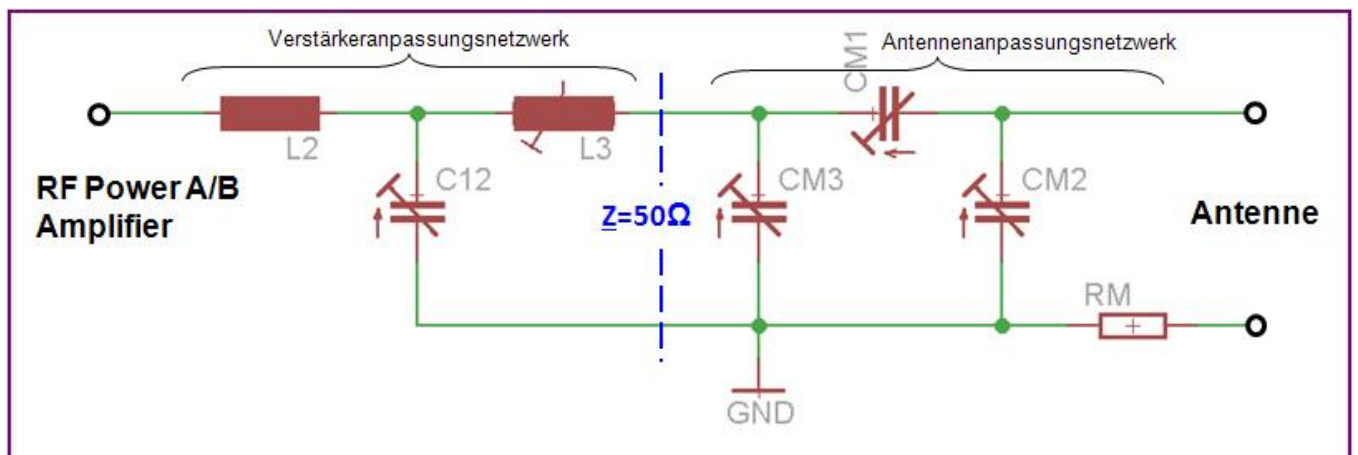 Verstärkeranpassungsnetzwerk
Antennenanpassungsnetzwerk
CM1
L2
L3
RF Power A/B
Amplifier
C12
Z=50Ω
CM3
CM2
Antenne
RM
GND